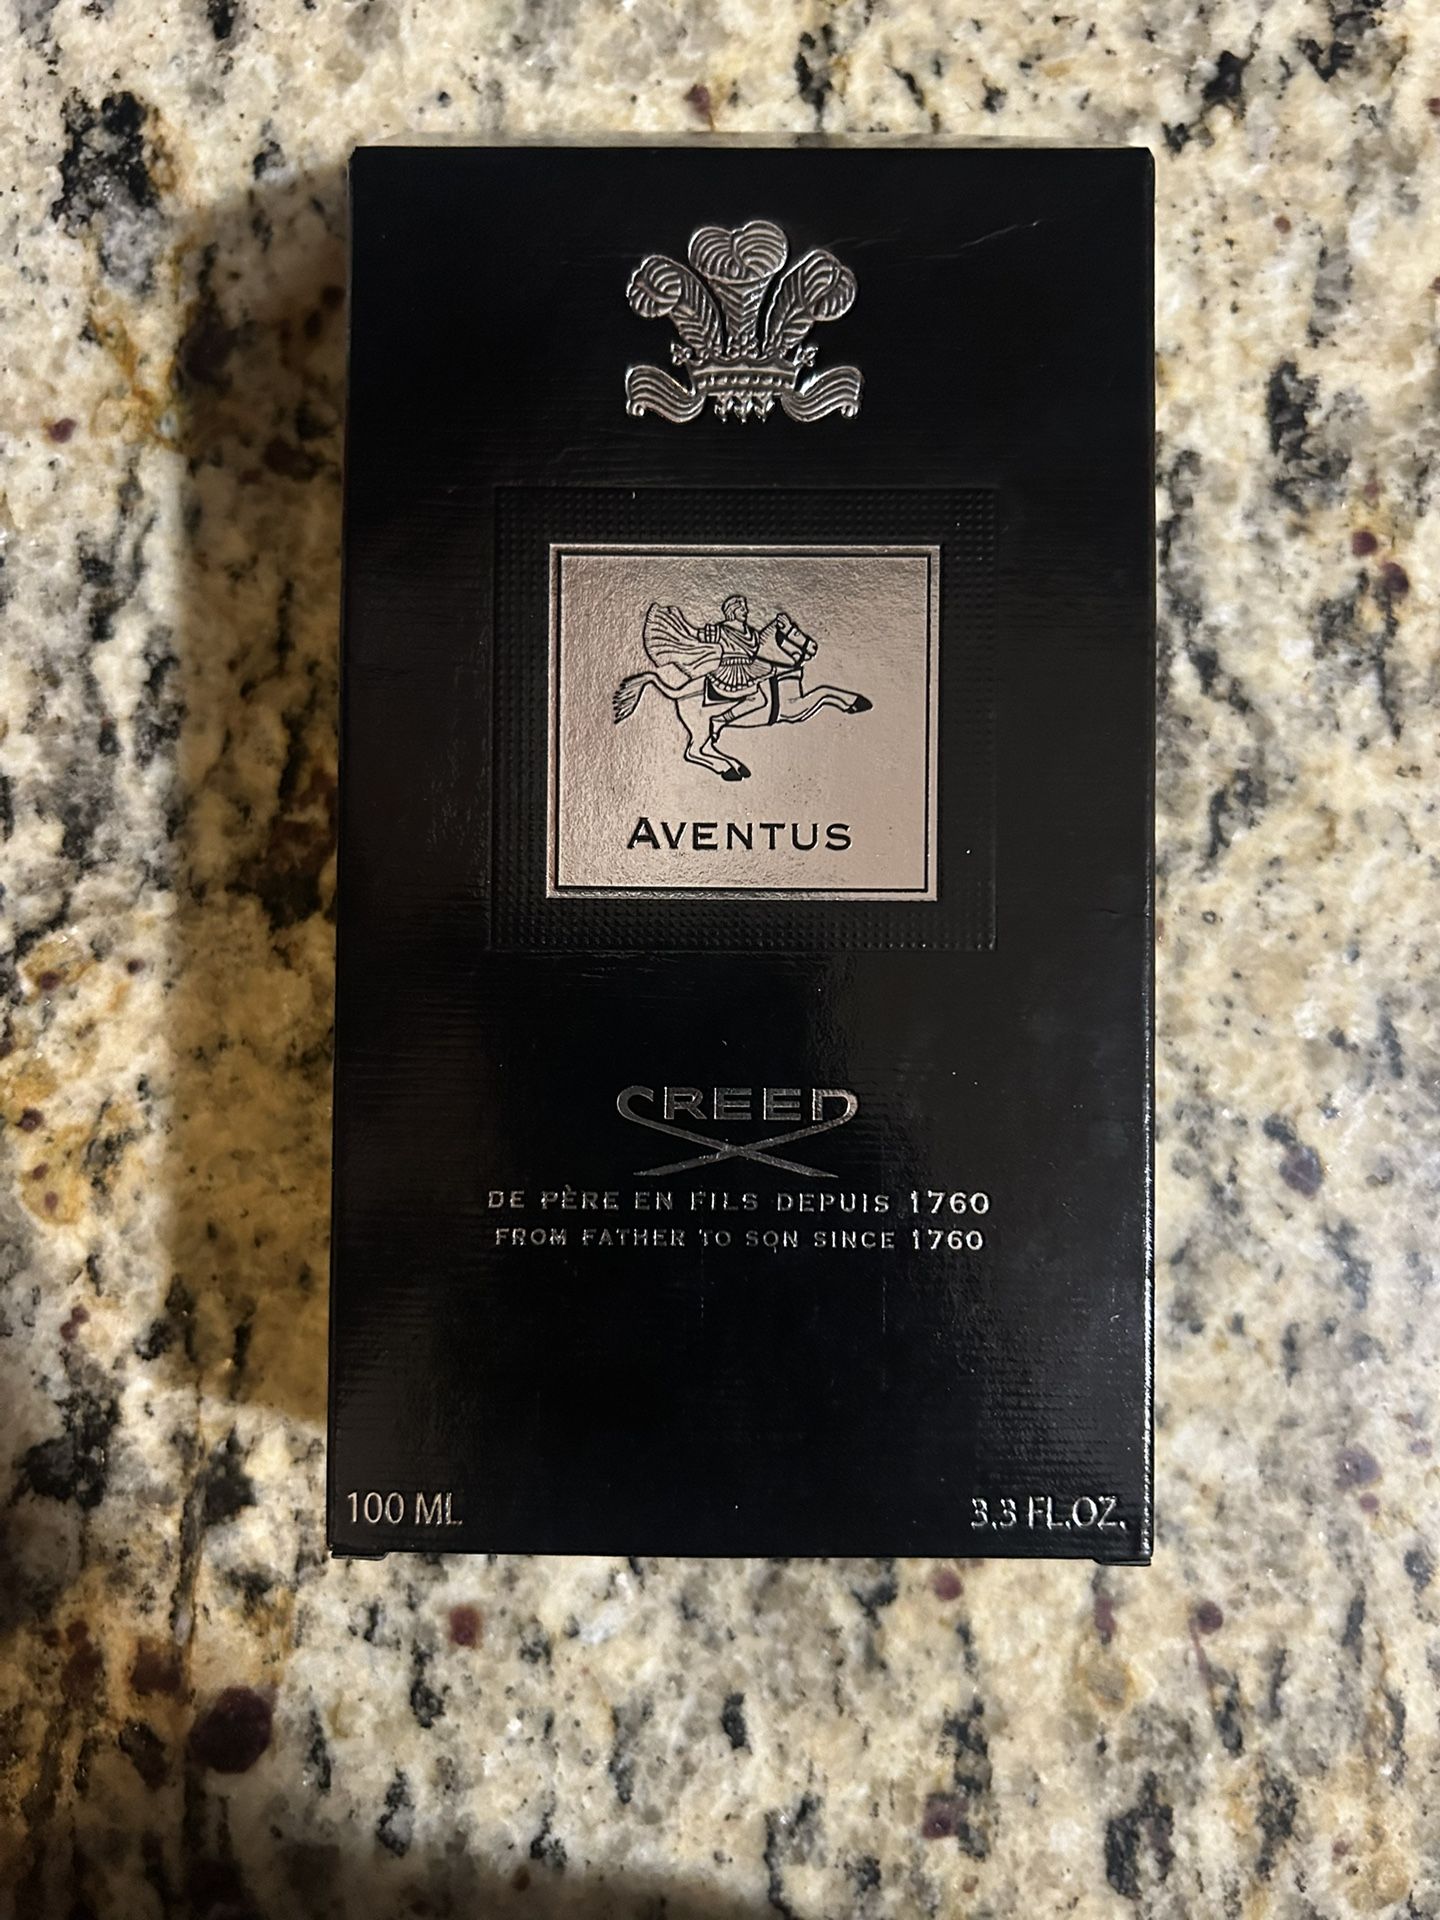 AVENTUS
CREED
DE PÈRE EN FILS DEPUIS 1760
FROM FATHER TO SON SINCE 1760
100 ML
3.3 FL.OZ.